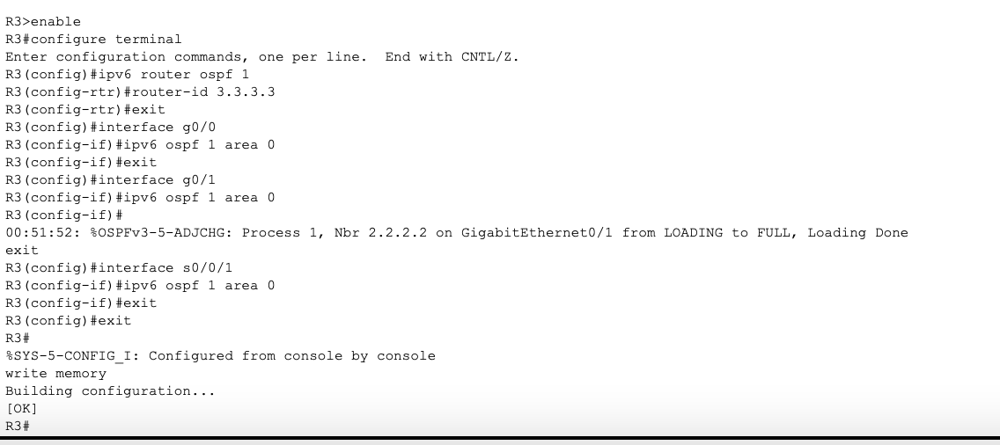 R3>enable
R3#configure terminal
Enter configuration commands, one per line.  End with CNTL/Z.
R3(config)#ipv6 router ospf 1
R3(config-rtr)#router-id 3.3.3.3
R3(config-rtr)#exit
R3(config)#interface g0/0
R3(config-if)#ipv6 ospf 1 area 0
R3(config-if)#exit
R3(config)#interface g0/1
R3(config-if)#ipv6 ospf 1 area 0
R3(config-if)#
00:51:52: %OSPFv3-5-ADJCHG: Process 1, Nbr 2.2.2.2 on GigabitEthernet0/1 from LOADING to FULL, Loading Done
exit
R3(config)#interface s0/0/1
R3(config-if)#ipv6 ospf 1 area 0
R3(config-if)#exit
R3(config)#exit
R3#
%SYS-5-CONFIG_I: Configured from console by console
write memory
Building configuration...
[OK]
R3#